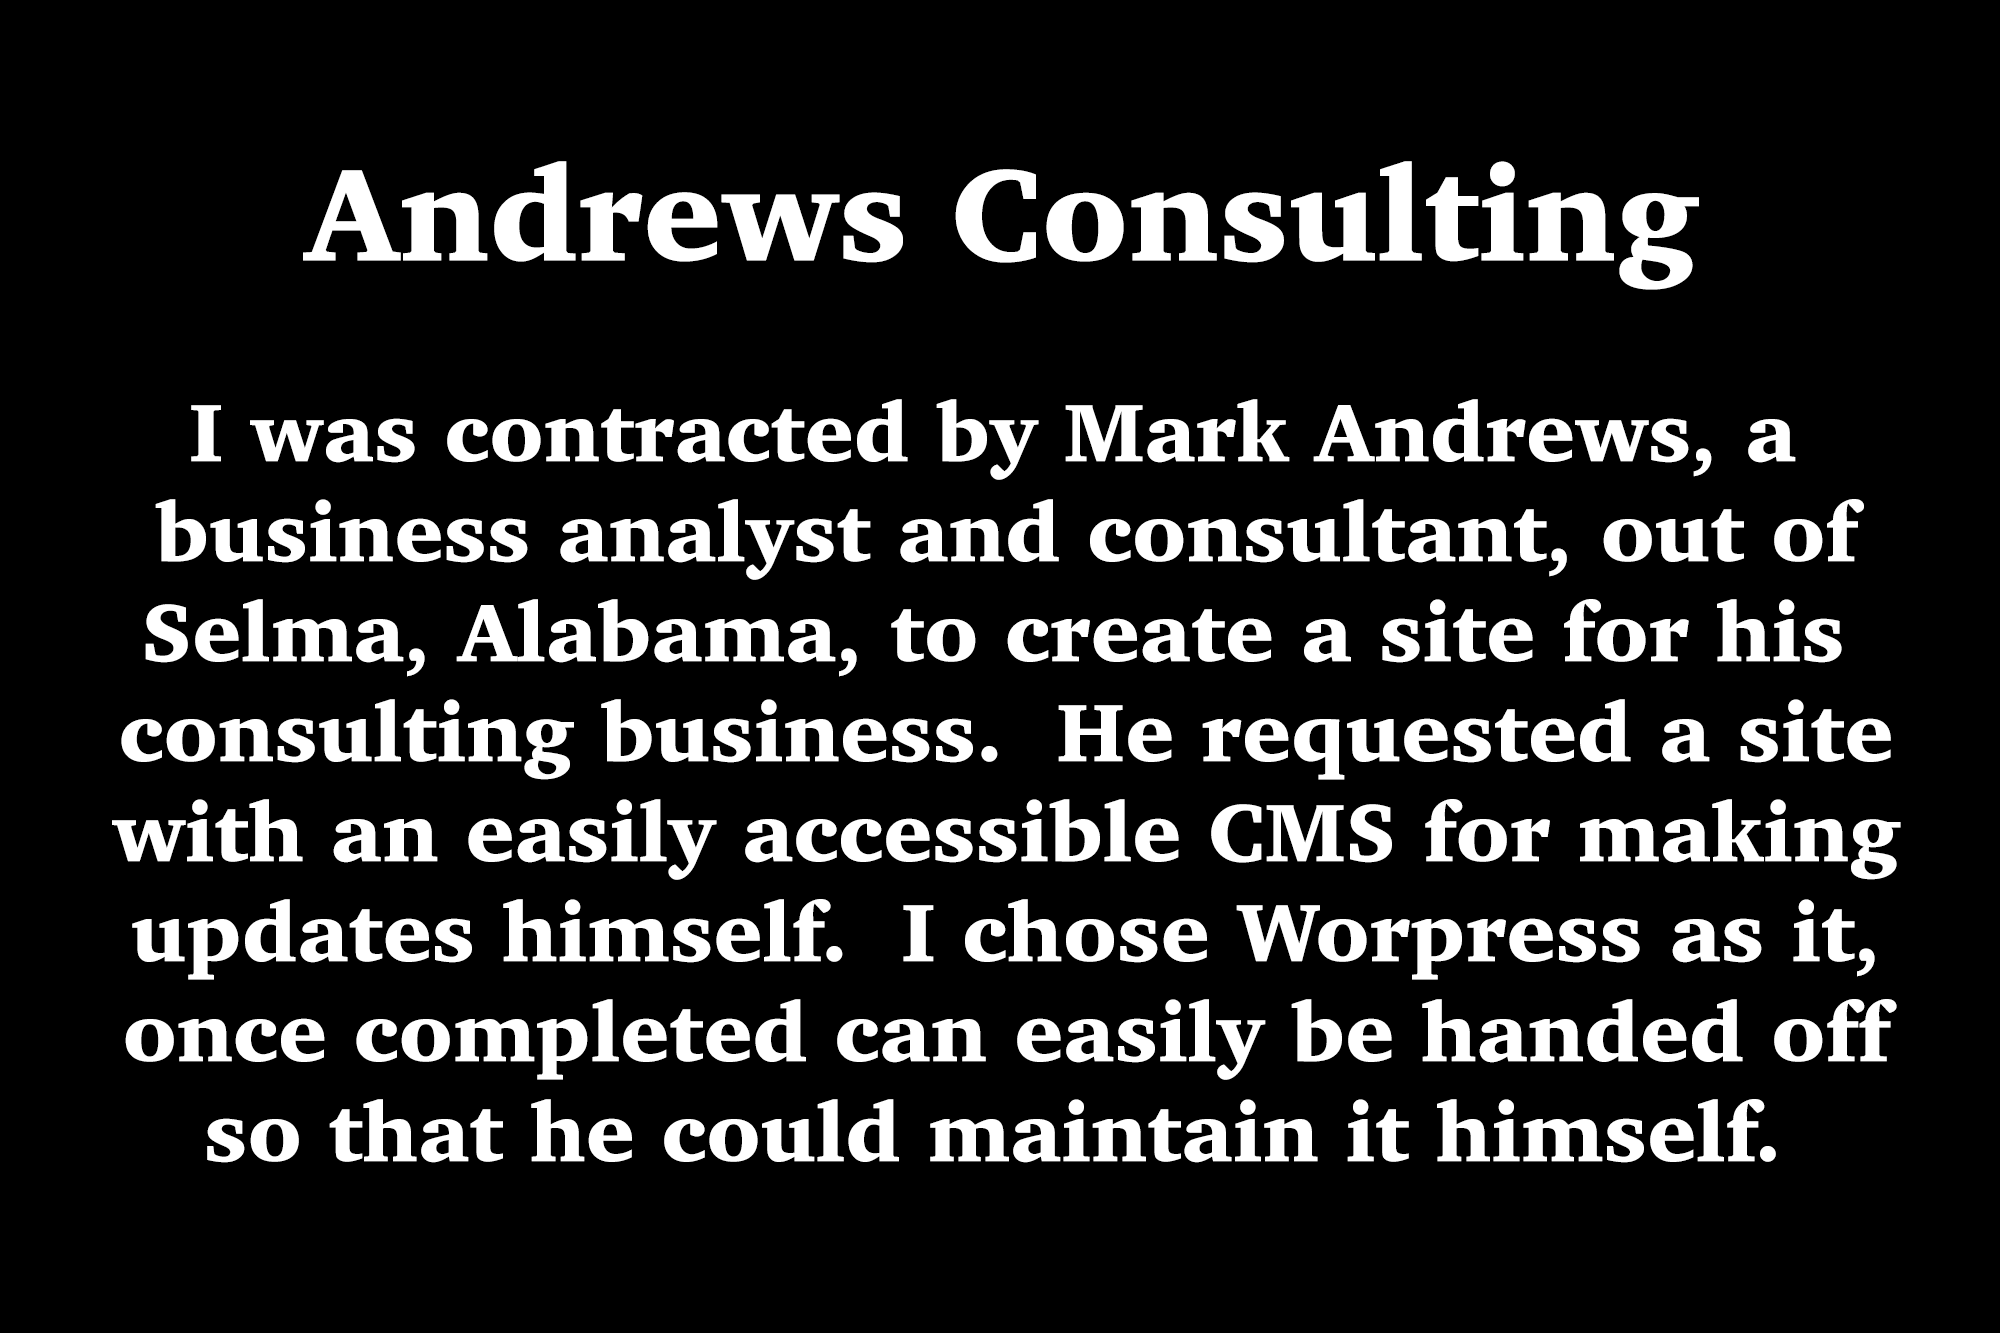 Andrews Consulting
I was contracted by Mark Andrews, a
business analyst and consultant, out of
Selma, Alabama, to create a site for his
consulting business.  He requested a site
with an easily accessible CMS for making
updates himself.  I chose Worpress as it,
once completed can easily be handed off
so that he could maintain it himself.